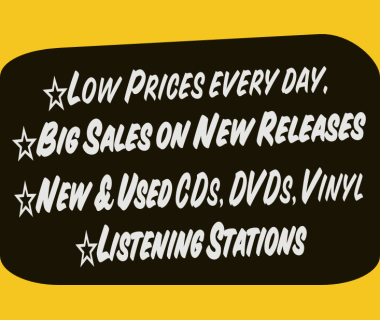 ☆Low Prices every day.
☆Big Sales on New Releases
☆New & Used CDs, DVDs, Vinyl
☆Listening Stations